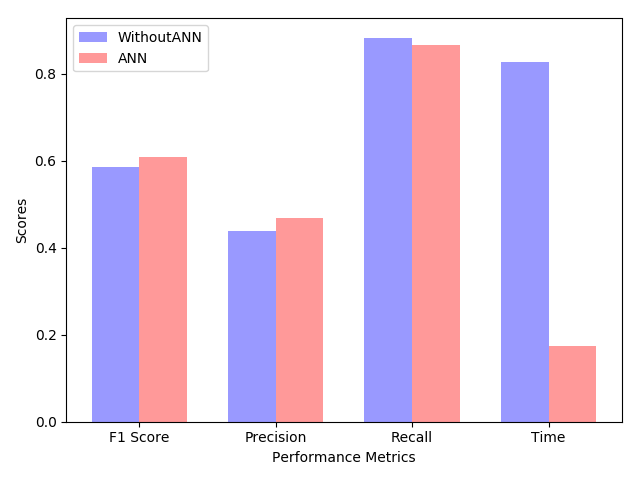 WithoutANN
ANN
Scores
0.8
0.6
0.4
0.2
0.0
F1 Score
Precision
Recall
Time
Performance Metrics